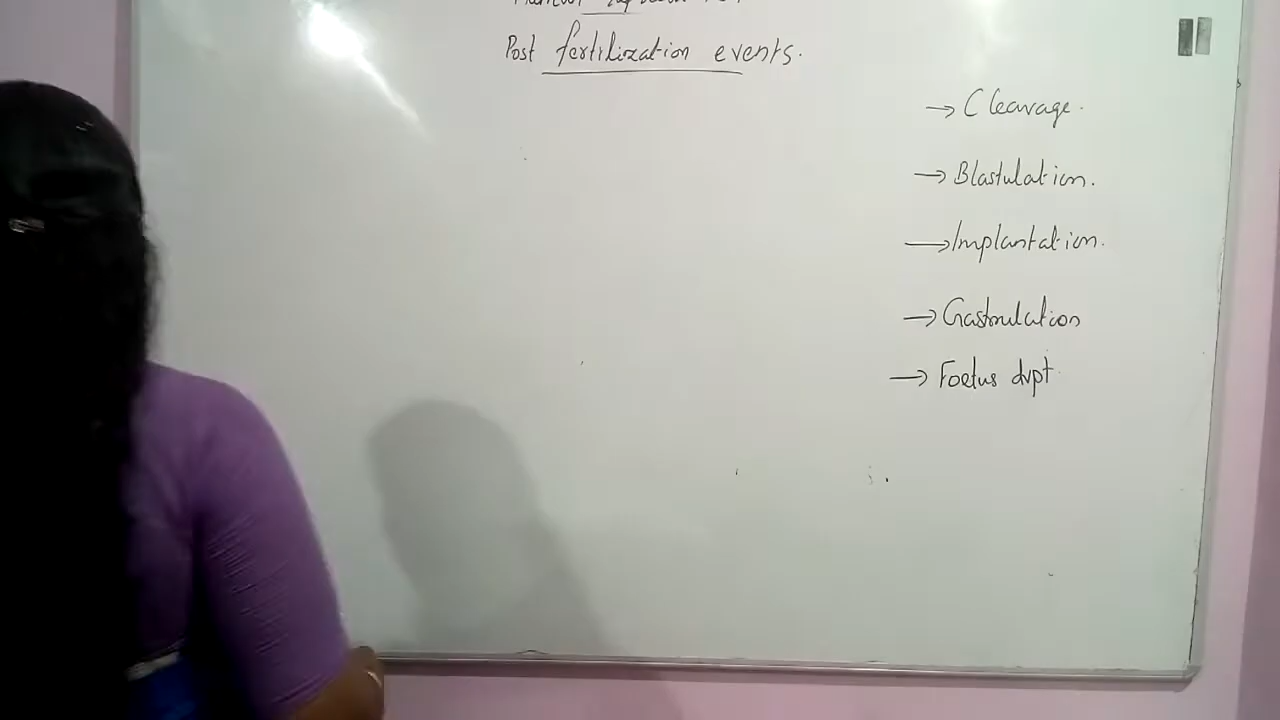 Post fertilization events.
→ Cleavage.
→ Blastulation.
→ Implantation.
→ Gastrulation
→ Foetus dvpt.